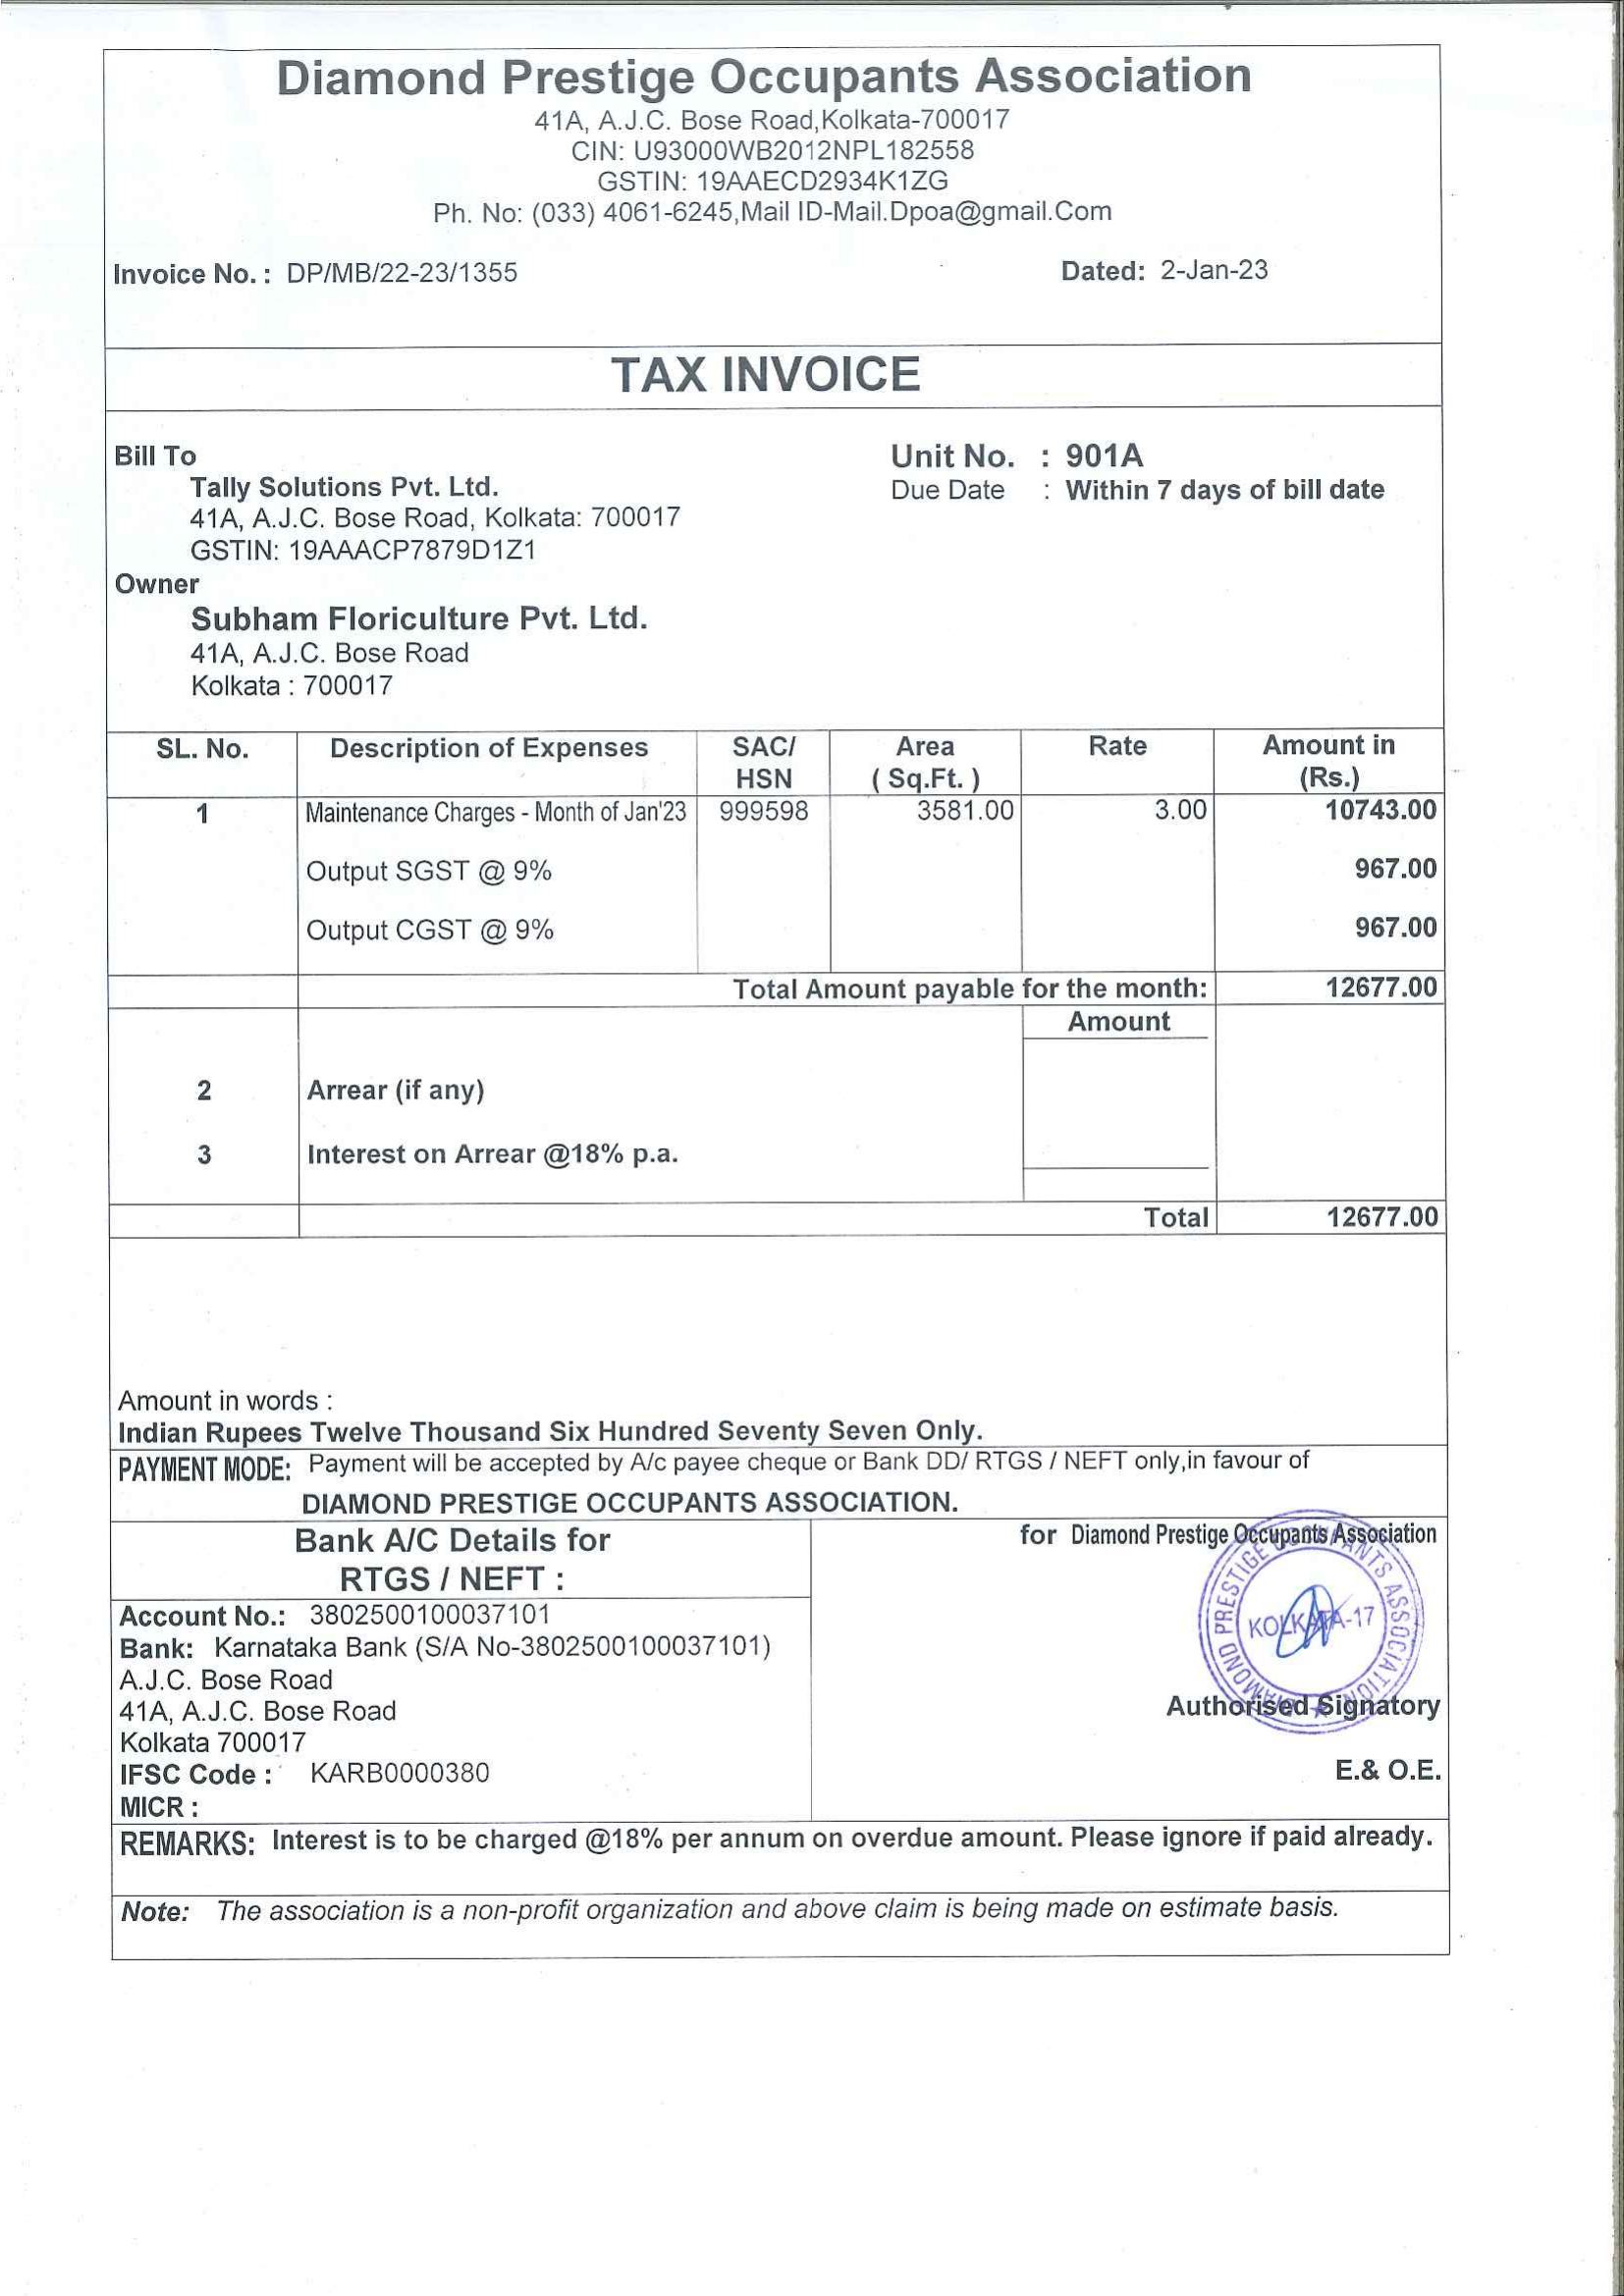 Diamond Prestige Occupants Association
41A, A.J.C. Bose Road,Kolkata-700017
CIN: U93000WB2012NPL182558
GSTIN: 19AAECD2934K1ZG
Ph. No: (033) 4061-6245,Mail ID-Mail.Dpoa@gmail.Com
Invoice No. : DP/MB/22-23/1355 Dated: 2-Jan-23
TAX INVOICE
Bill To Unit No. : 901A
Tally Solutions Pvt. Ltd. Due Date : Within 7 days of bill date
41A, A.J.C. Bose Road, Kolkata: 700017
GSTIN: 19AAACP7879D1Z1
Owner
Subham Floriculture Pvt. Ltd.
41A, A.J.C. Bose Road
Kolkata : 700017
SL. No. Description of Expenses SAC/ Area Rate Amount in
HSN ( Sq.Ft. ) (Rs.)
1 Maintenance Charges - Month of Jan'23 999598 3581.00 3.00 10743.00
Output SGST @ 9% 967.00
Output CGST @ 9% 967.00
Total Amount payable for the month: 12677.00
Amount
2 Arrear (if any)
3 Interest on Arrear @18% p.a.
Total 12677.00
Amount in words :
Indian Rupees Twelve Thousand Six Hundred Seventy Seven Only.
PAYMENT MODE: Payment will be accepted by A/c payee cheque or Bank DD/ RTGS / NEFT only,in favour of
DIAMOND PRESTIGE OCCUPANTS ASSOCIATION.
Bank A/C Details for
RTGS / NEFT :
Account No.: 3802500100037101
Bank: Karnataka Bank (S/A No-3802500100037101)
A.J.C. Bose Road
41A, A.J.C. Bose Road
Kolkata 700017
IFSC Code : KARB0000380
MICR :
for Diamond Prestige Occupants Association
DIAMOND PRESTIGE OCCUPANTS ASSOCIATION
KOLKATA-17
Authorised Signatory
E.& O.E.
REMARKS: Interest is to be charged @18% per annum on overdue amount. Please ignore if paid already.
Note: The association is a non-profit organization and above claim is being made on estimate basis.